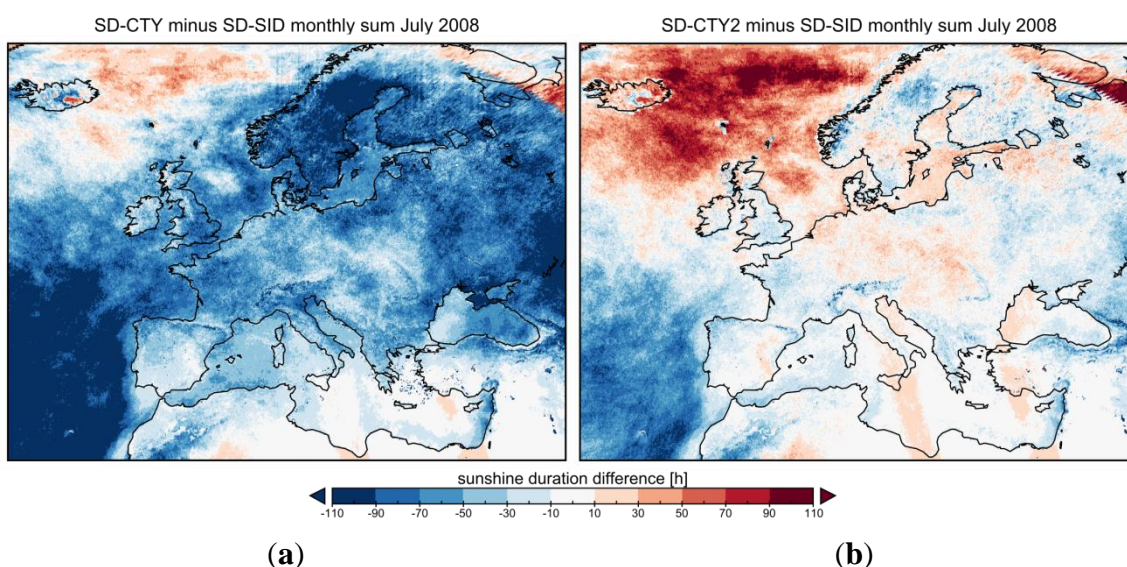 SD-CTY minus SD-SID monthly sum July 2008
SD-CTY2 minus SD-SID monthly sum July 2008
sunshine duration difference [h]
-110 -90 -70 -50 -30 -10 10 30 50 70 90 110
(a)
(b)